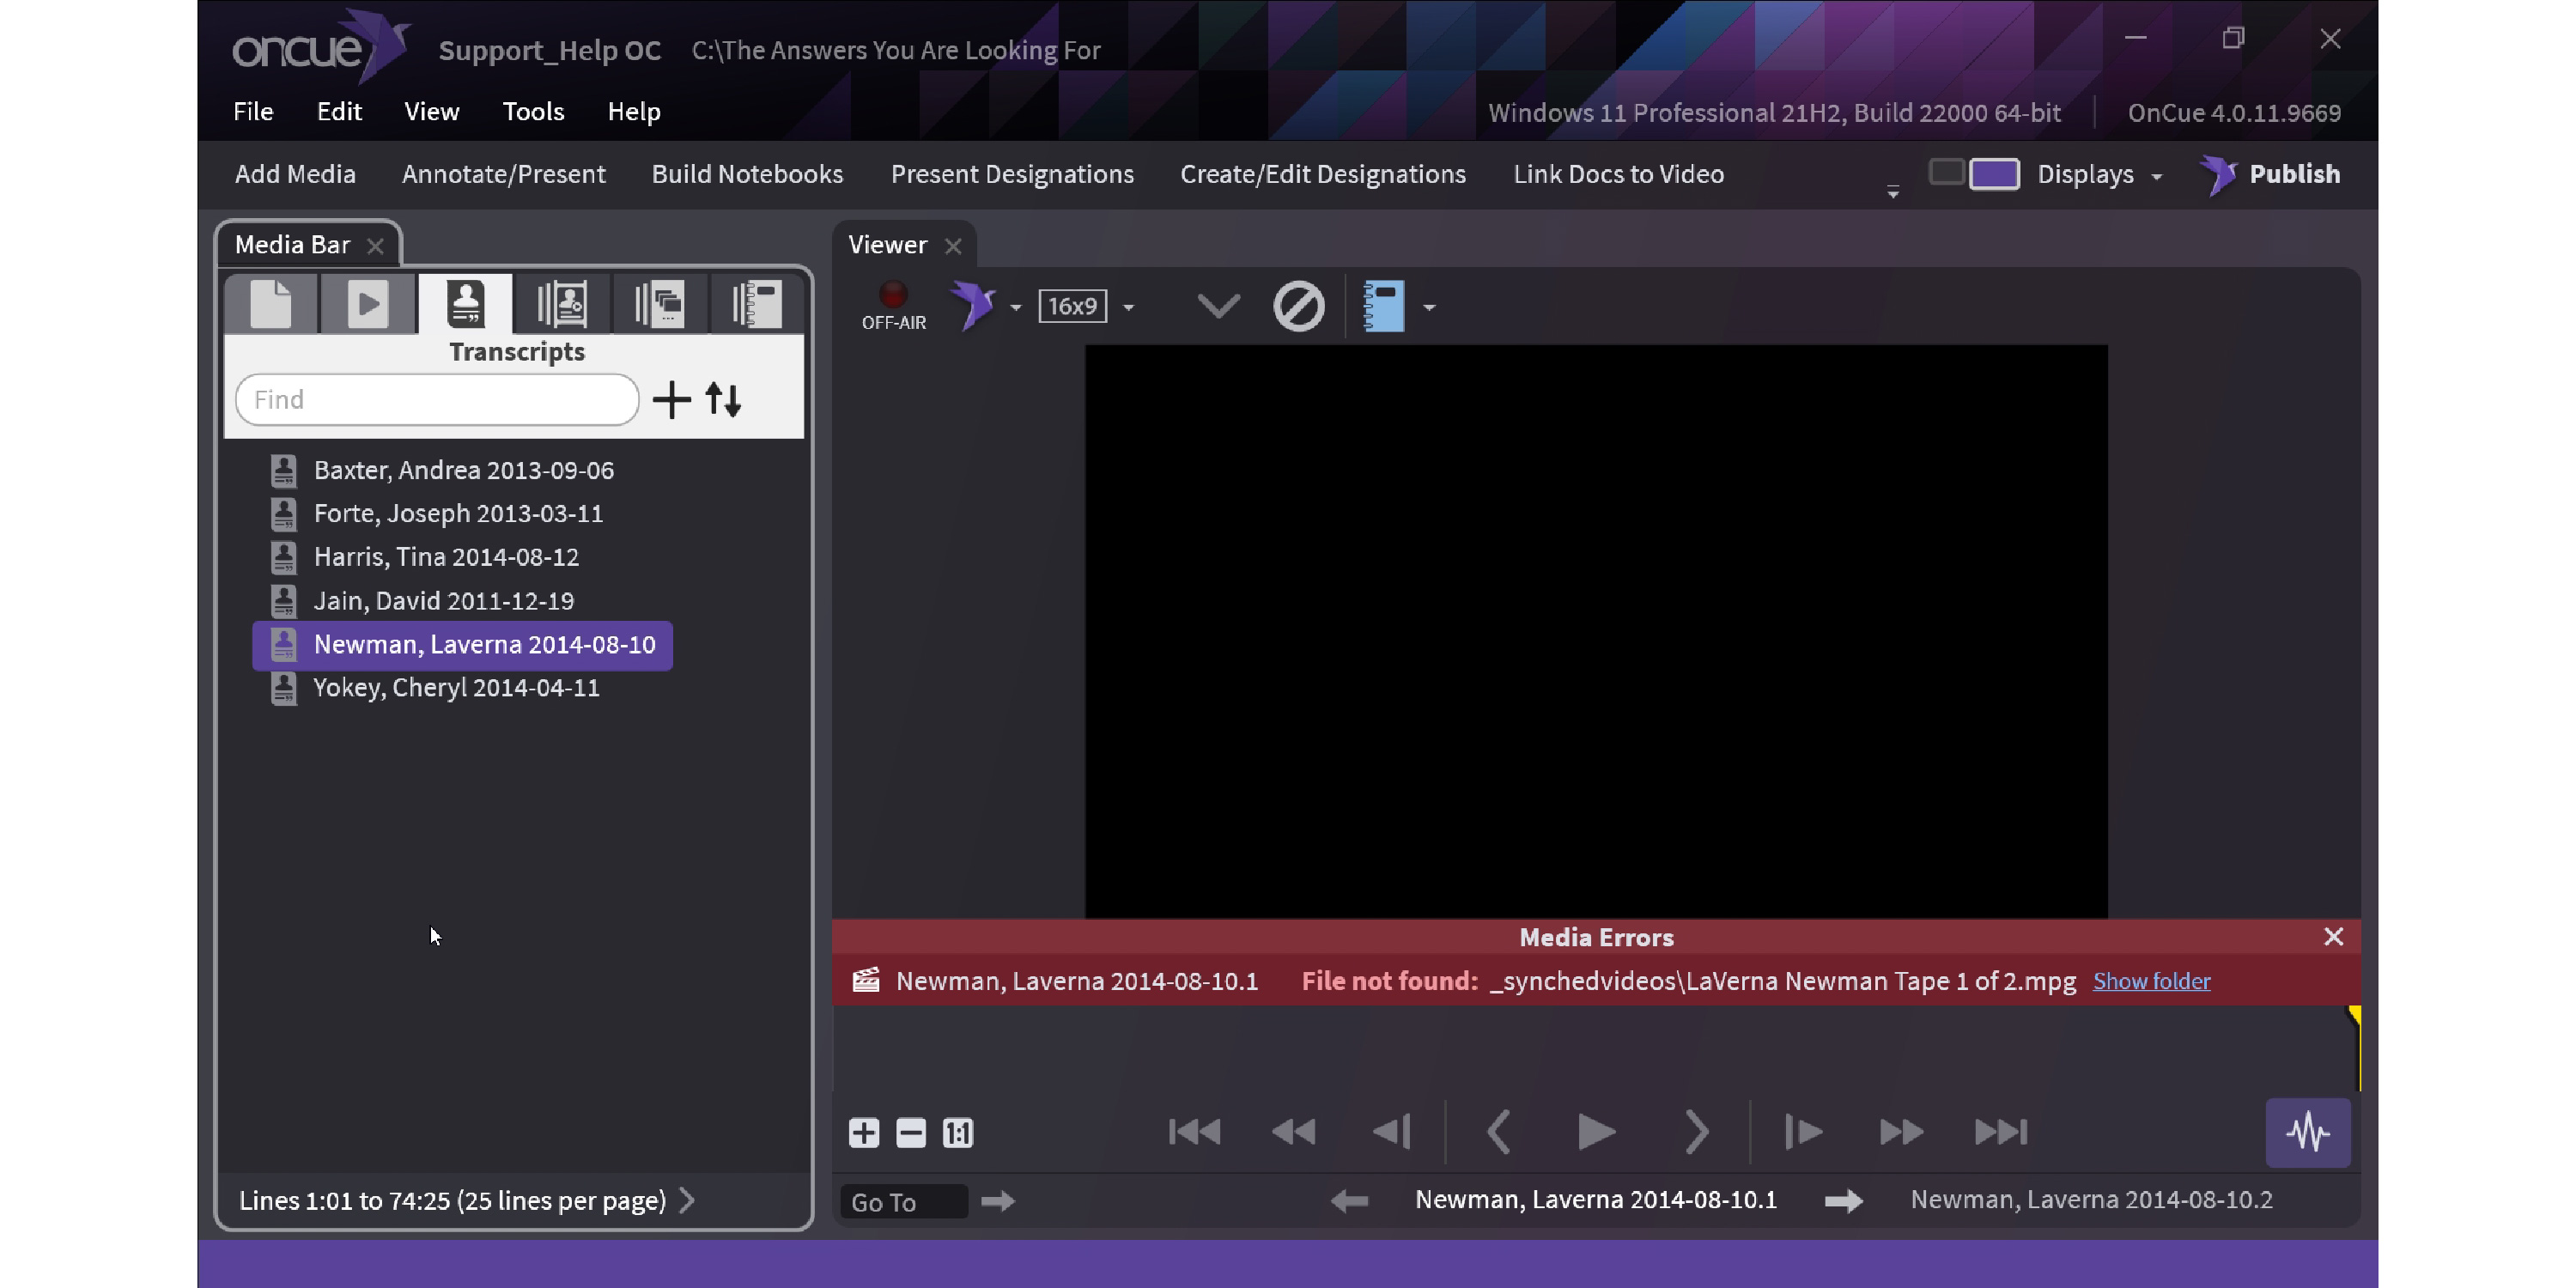 oncue Support_Help OC C:\The Answers You Are Looking For
File Edit View Tools Help Windows 11 Professional 21H2, Build 22000 64-bit OnCue 4.0.11.9669
Add Media Annotate/Present Build Notebooks Present Designations Create/Edit Designations Link Docs to Video Displays Publish
Media Bar
Transcripts
Find
Baxter, Andrea 2013-09-06
Forte, Joseph 2013-03-11
Harris, Tina 2014-08-12
Jain, David 2011-12-19
Newman, Laverna 2014-08-10
Yokey, Cheryl 2014-04-11
Lines 1:01 to 74:25 (25 lines per page)
Viewer
OFF-AIR
16x9
Media Errors
Newman, Laverna 2014-08-10.1 File not found: _synchedvideos\LaVerna Newman Tape 1 of 2.mpg Show folder
1:1
Go To Newman, Laverna 2014-08-10.1 Newman, Laverna 2014-08-10.2